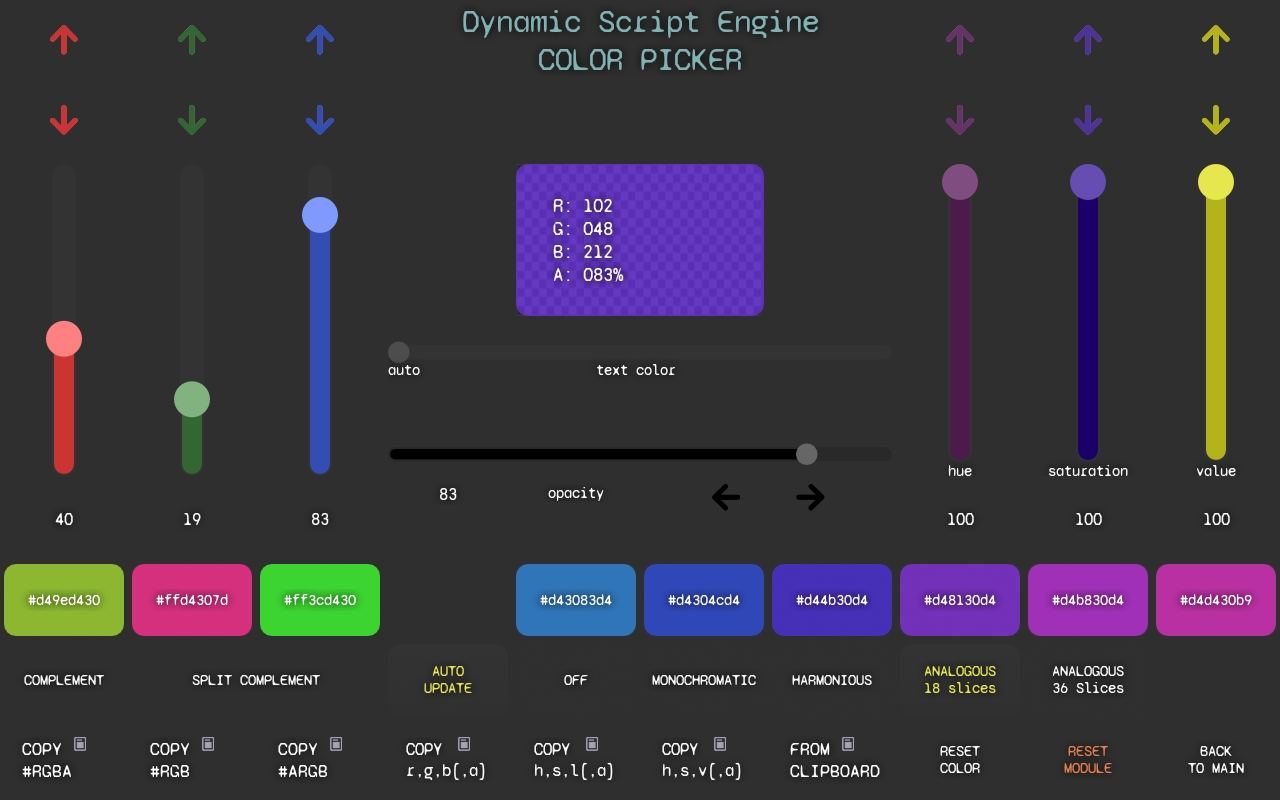 Dynamic Script Engine
COLOR PICKER
R: 102
G: 048
B: 212
A: 083%
auto
text color
hue
saturation
value
83
opacity
40
19
83
100
100
100
#d49ed430
#ffd4307d
#ff3cd430
#d43083d4
#d4304cd4
#d44b30d4
#d48130d4
#d4b830d4
#d4d430b9
COMPLEMENT
SPLIT COMPLEMENT
AUTO
UPDATE
OFF
MONOCHROMATIC
HARMONIOUS
ANALOGOUS
18 slices
ANALOGOUS
36 Slices
COPY
#RGBA
COPY
#RGB
COPY
#ARGB
COPY
r,g,b(,a)
COPY
h,s,l(,a)
COPY
h,s,v(,a)
FROM
CLIPBOARD
RESET
COLOR
RESET
MODULE
BACK
TO MAIN